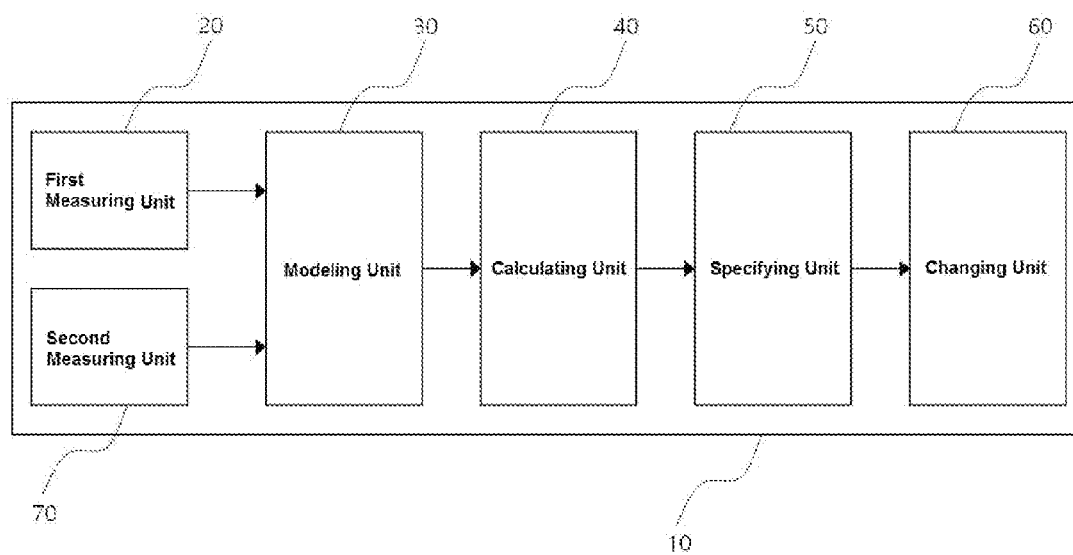 20
30
40
50
60
First
Measuring Unit
Modeling Unit
Calculating Unit
Specifying Unit
Changing Unit
Second
Measuring Unit
70
10